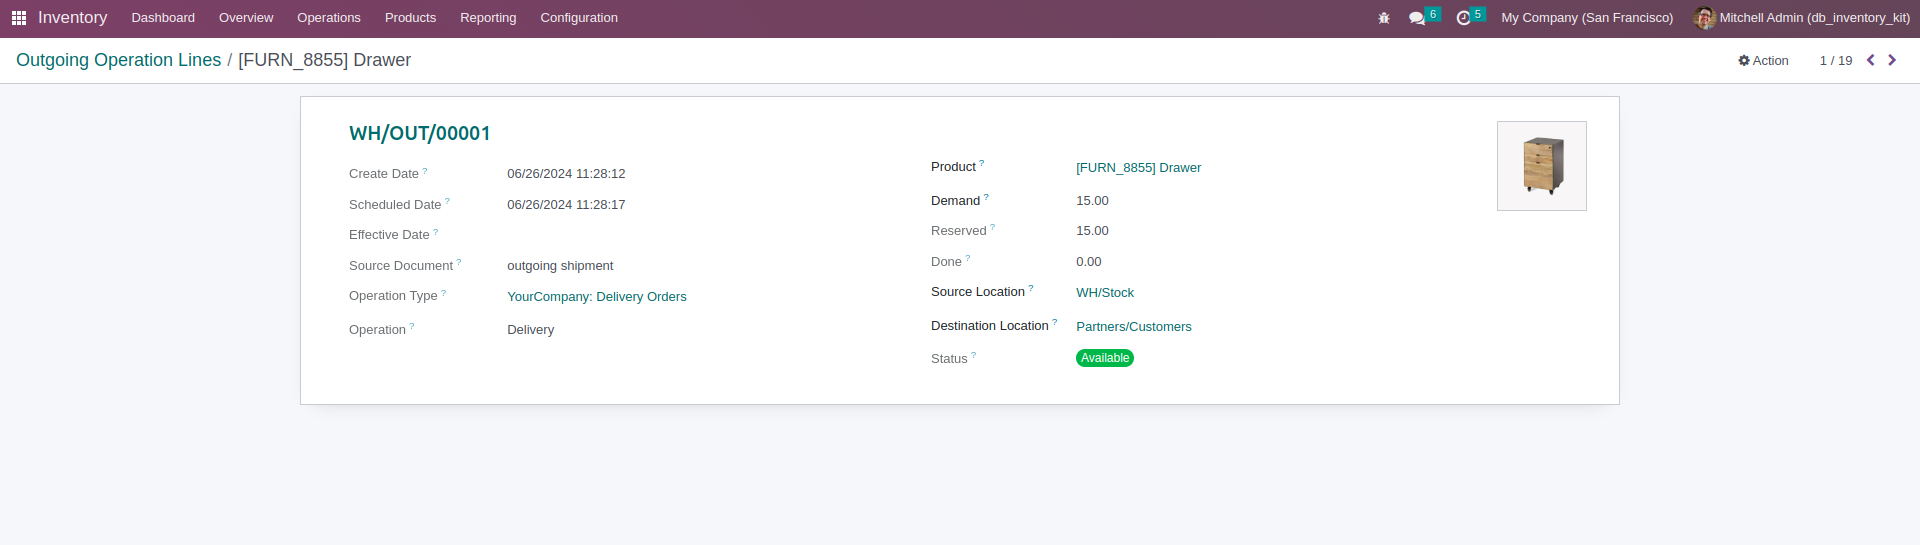 Inventory Dashboard Overview Operations Products Reporting Configuration 6 5 My Company (San Francisco) Mitchell Admin (db_inventory_kit)
Outgoing Operation Lines / [FURN_8855] Drawer Action 1 / 19
WH/OUT/00001
Create Date ? 06/26/2024 11:28:12
Scheduled Date ? 06/26/2024 11:28:17
Effective Date ?
Source Document ? outgoing shipment
Operation Type ? YourCompany: Delivery Orders
Operation ? Delivery
Product ? [FURN_8855] Drawer
Demand ? 15.00
Reserved ? 15.00
Done ? 0.00
Source Location ? WH/Stock
Destination Location ? Partners/Customers
Status ? Available